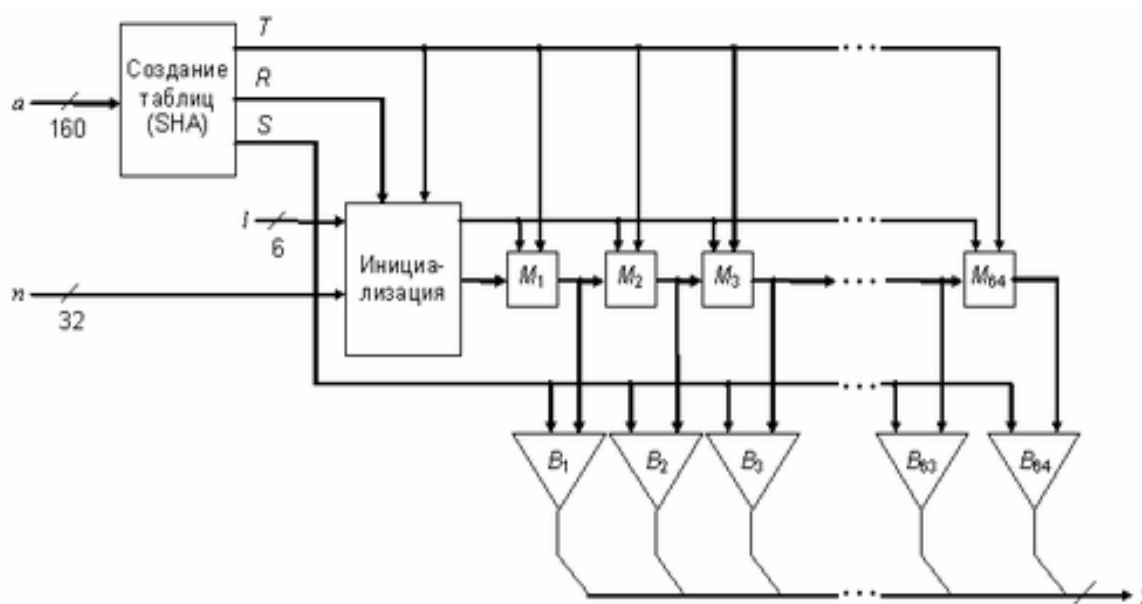 T
R
S
a
160
Создание
таблиц
(SHA)
l
6
n
32
Инициа-
лизация
M₁
M₂
M₃
M₆₄
B₁
B₂
B₃
B₆₃
B₆₄